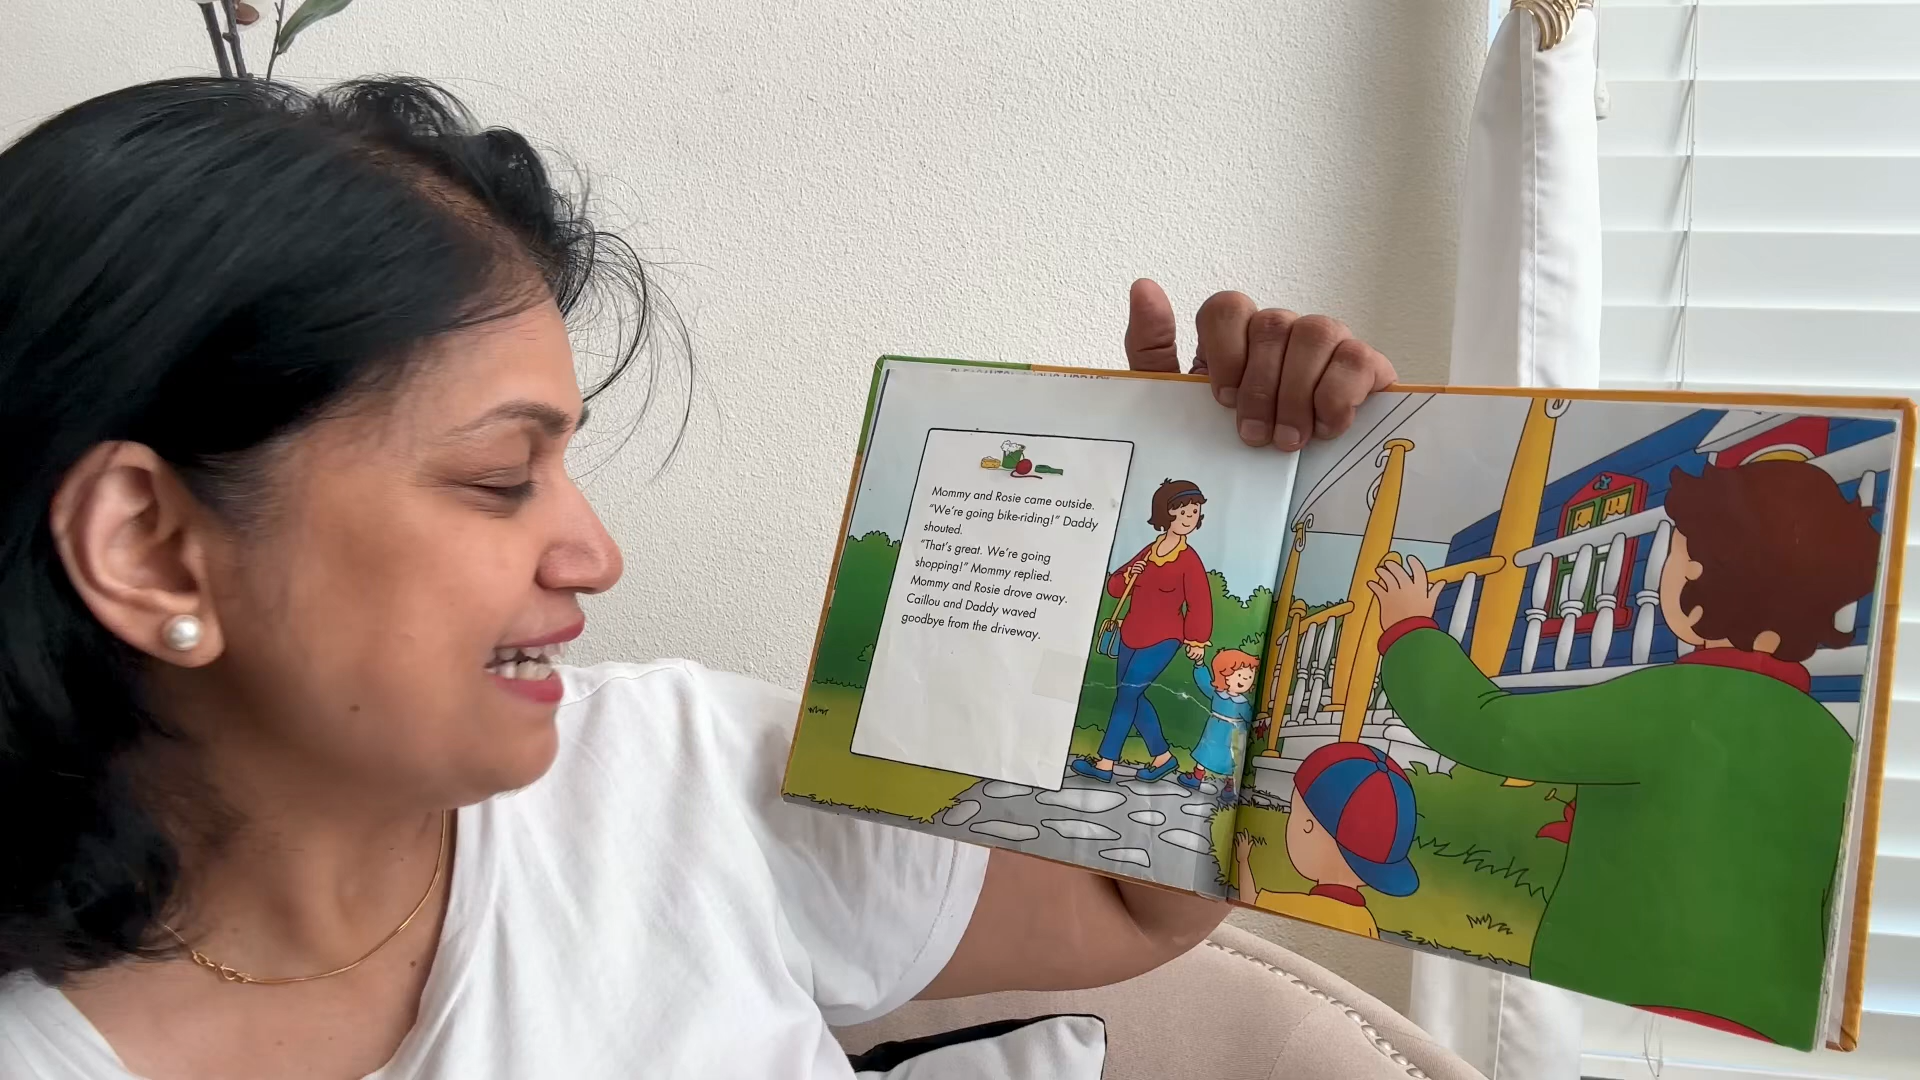 Mommy and Rosie came outside.
"We're going bike-riding!" Daddy
shouted.
"That's great. We're going
shopping!" Mommy replied.
Mommy and Rosie drove away.
Caillou and Daddy waved
goodbye from the driveway.